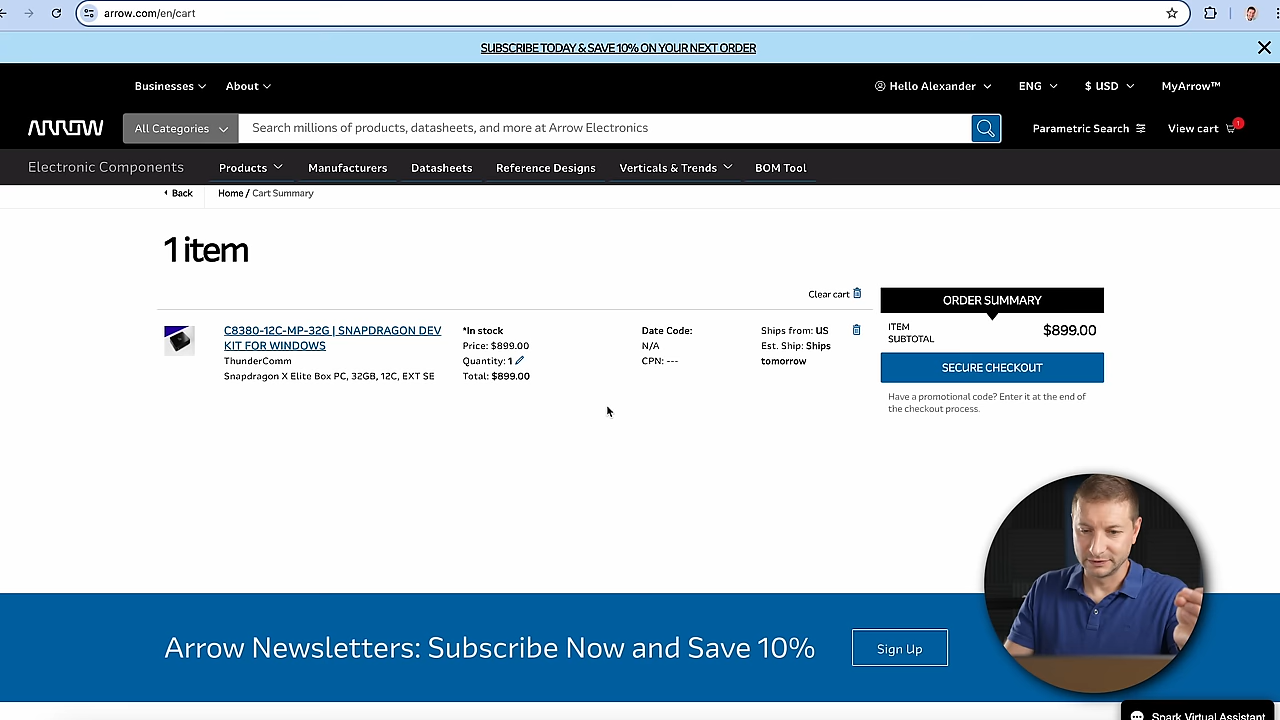 arrow.com/en/cart
SUBSCRIBE TODAY & SAVE 10% ON YOUR NEXT ORDER
Businesses About Hello Alexander ENG $ USD MyArrow™
ARROW All Categories Search millions of products, datasheets, and more at Arrow Electronics Parametric Search View cart 1
Electronic Components Products Manufacturers Datasheets Reference Designs Verticals & Trends BOM Tool
Back Home / Cart Summary
1 item
Clear cart
C8380-12C-MP-32G | SNAPDRAGON DEV
KIT FOR WINDOWS
ThunderComm
Snapdragon X Elite Box PC, 32GB, 12C, EXT SE
*In stock
Price: $899.00
Quantity: 1
Total: $899.00
Date Code:
N/A
CPN: ---
Ships from: US
Est. Ship: Ships
tomorrow
ORDER SUMMARY
ITEM
SUBTOTAL
$899.00
SECURE CHECKOUT
Have a promotional code? Enter it at the end of
the checkout process.
Arrow Newsletters: Subscribe Now and Save 10% Sign Up
Spark Virtual Assistant